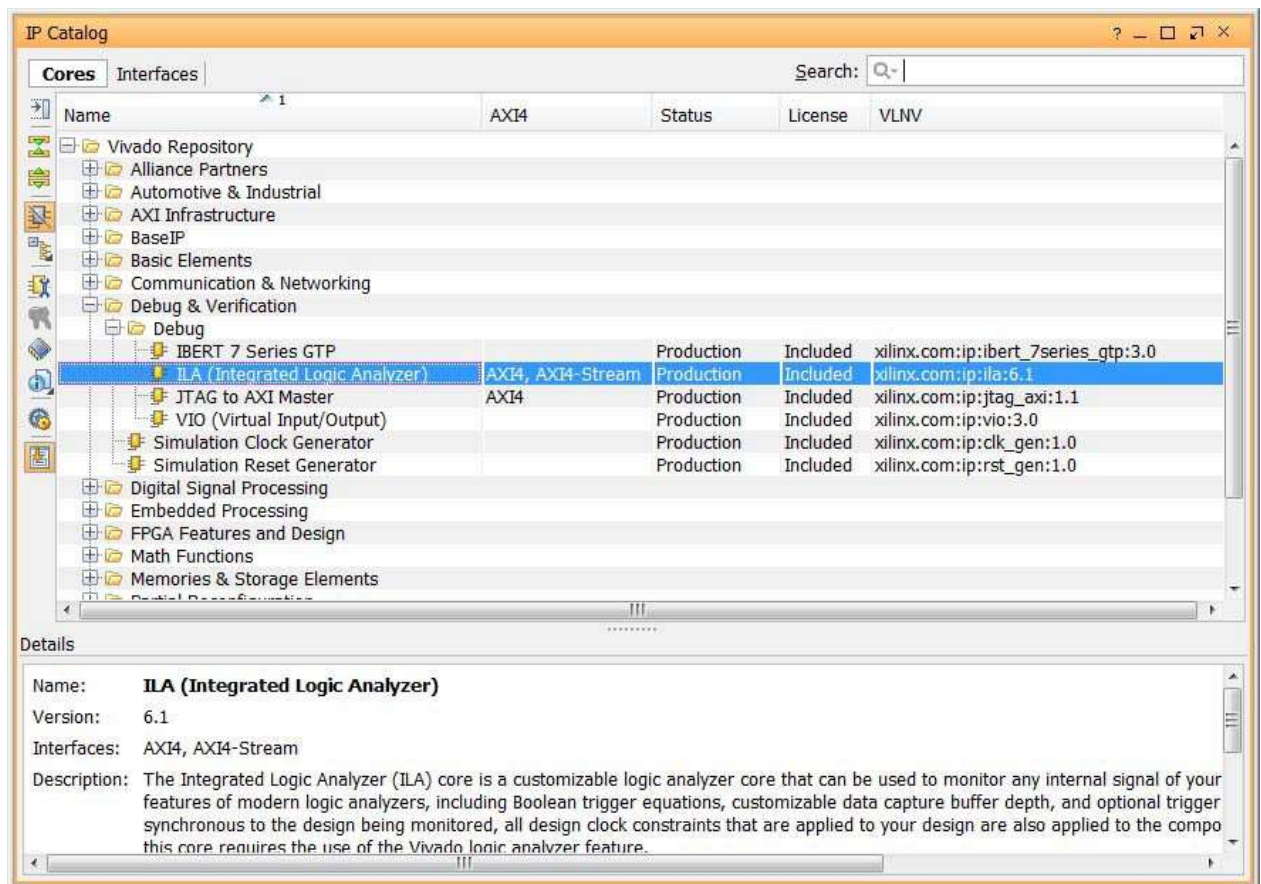 IP Catalog
? _
Cores Interfaces Search: Q-
Name 1 AXI4 Status License VLNV
Vivado Repository
Alliance Partners
Automotive & Industrial
AXI Infrastructure
BaseIP
Basic Elements
Communication & Networking
Debug & Verification
Debug
IBERT 7 Series GTP Production Included xilinx.com:ip:ibert_7series_gtp:3.0
ILA (Integrated Logic Analyzer) AXI4, AXI4-Stream Production Included xilinx.com:ip:ila:6.1
JTAG to AXI Master AXI4 Production Included xilinx.com:ip:jtag_axi:1.1
VIO (Virtual Input/Output) Production Included xilinx.com:ip:vio:3.0
Simulation Clock Generator Production Included xilinx.com:ip:clk_gen:1.0
Simulation Reset Generator Production Included xilinx.com:ip:rst_gen:1.0
Digital Signal Processing
Embedded Processing
FPGA Features and Design
Math Functions
Memories & Storage Elements
Partial Reconfiguration
Details
Name: ILA (Integrated Logic Analyzer)
Version: 6.1
Interfaces: AXI4, AXI4-Stream
Description: The Integrated Logic Analyzer (ILA) core is a customizable logic analyzer core that can be used to monitor any internal signal of your
features of modern logic analyzers, including Boolean trigger equations, customizable data capture buffer depth, and optional trigger
synchronous to the design being monitored, all design clock constraints that are applied to your design are also applied to the compo
this core requires the use of the Vivado logic analyzer feature.